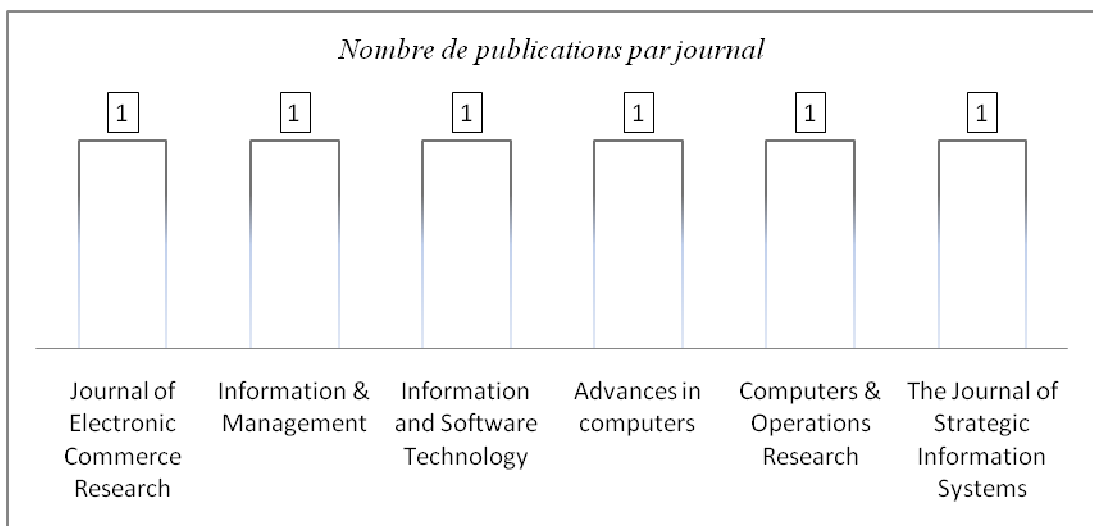 Nombre de publications par journal
1 1 1 1 1 1
Journal of
Electronic
Commerce
Research
Information &
Management
Information
and Software
Technology
Advances in
computers
Computers &
Operations
Research
The Journal of
Strategic
Information
Systems